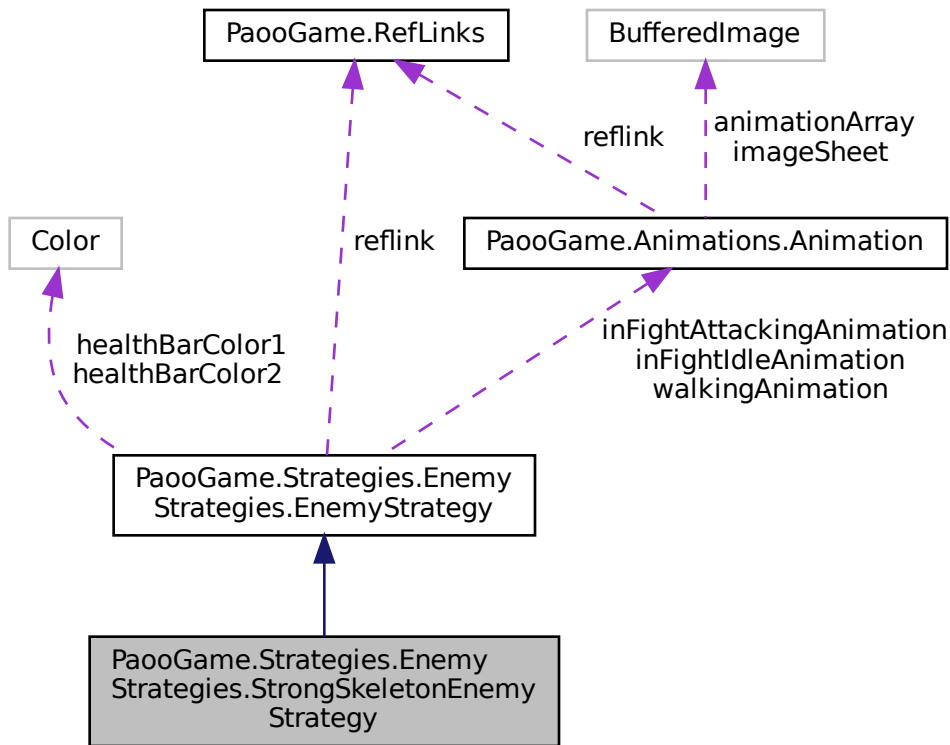 PaooGame.RefLinks
BufferedImage
animationArray
imageSheet
reflink
Color
reflink
PaooGame.Animations.Animation
healthBarColor1
healthBarColor2
inFightAttackingAnimation
inFightIdleAnimation
walkingAnimation
PaooGame.Strategies.Enemy
Strategies.EnemyStrategy
PaooGame.Strategies.Enemy
Strategies.StrongSkeletonEnemy
Strategy